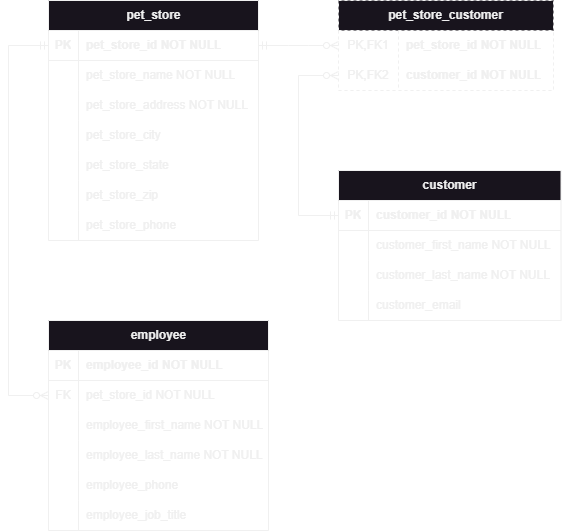 pet_store
PK pet_store_id NOT NULL
pet_store_name NOT NULL
pet_store_address NOT NULL
pet_store_city
pet_store_state
pet_store_zip
pet_store_phone
pet_store_customer
PK,FK1 pet_store_id NOT NULL
PK,FK2 customer_id NOT NULL
customer
PK customer_id NOT NULL
customer_first_name NOT NULL
customer_last_name NOT NULL
customer_email
employee
PK employee_id NOT NULL
FK pet_store_id NOT NULL
employee_first_name NOT NULL
employee_last_name NOT NULL
employee_phone
employee_job_title